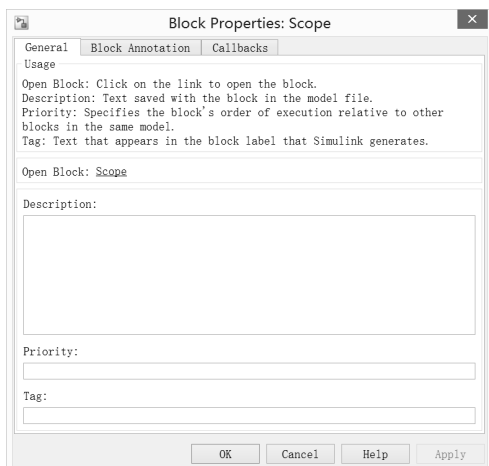 Block Properties: Scope
General Block Annotation Callbacks
Usage
Open Block: Click on the link to open the block.
Description: Text saved with the block in the model file.
Priority: Specifies the block's order of execution relative to other
blocks in the same model.
Tag: Text that appears in the block label that Simulink generates.
Open Block: Scope
Description:
Priority:
Tag:
OK Cancel Help Apply